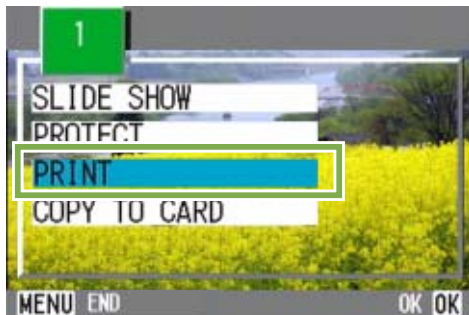 1
SLIDE SHOW
PROTECT
PRINT
COPY TO CARD
MENU END OK OK